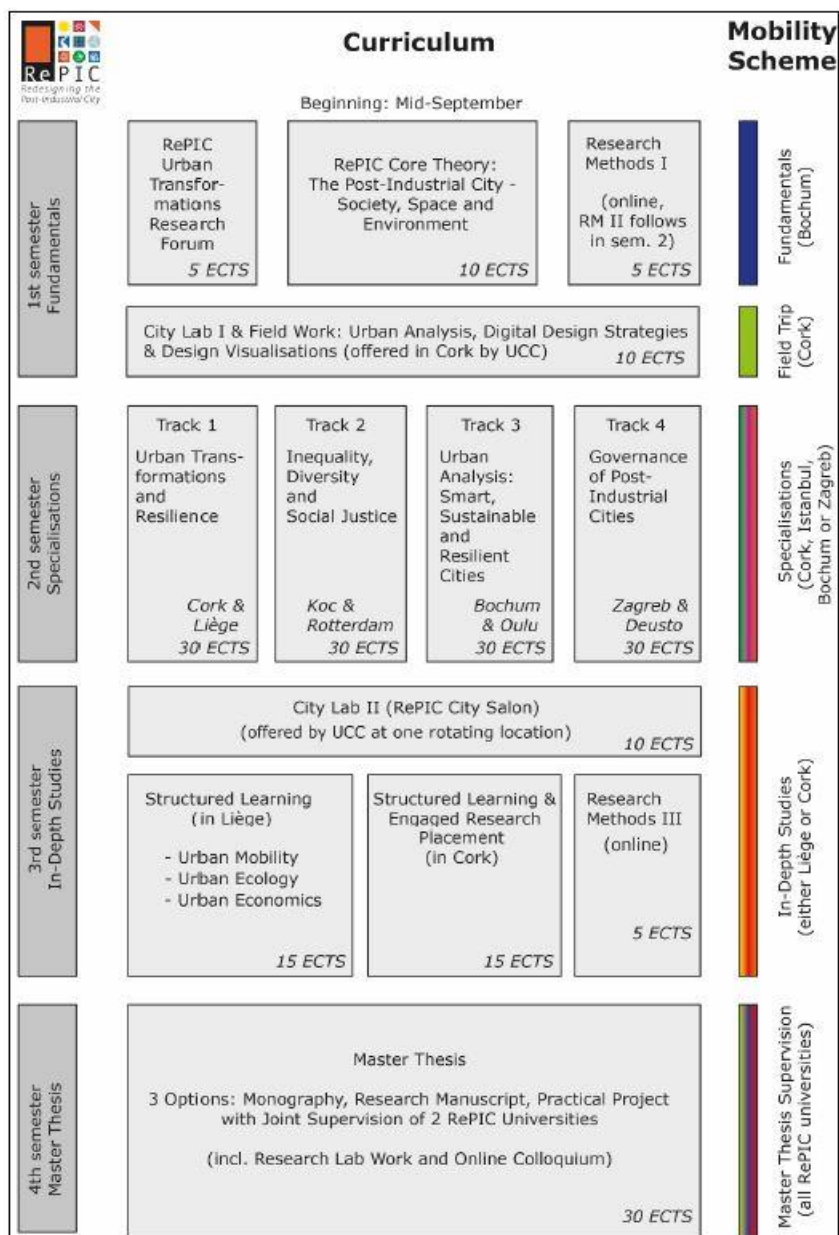 RePIC
Redesigning the
Post-Industrial City
Curriculum
Mobility
Scheme
Beginning: Mid-September
1st semester
Fundamentals
RePIC
Urban
Transfor-
mations
Research
Forum
5 ECTS
RePIC Core Theory:
The Post-Industrial City -
Society, Space and
Environment
10 ECTS
Research
Methods I
(online,
RM II follows
in sem. 2)
5 ECTS
Fundamentals
(Bochum)
City Lab I & Field Work: Urban Analysis, Digital Design Strategies
& Design Visualisations (offered in Cork by UCC)
10 ECTS
Field Trip
(Cork)
2nd semester
Specialisations
Track 1
Urban Trans-
formations
and
Resilience
Cork &
Liège
30 ECTS
Track 2
Inequality,
Diversity
and
Social Justice
Koc &
Rotterdam
30 ECTS
Track 3
Urban
Analysis:
Smart,
Sustainable
and
Resilient
Cities
Bochum
& Oulu
30 ECTS
Track 4
Governance
of Post-
Industrial
Cities
Zagreb &
Deusto
30 ECTS
Specialisations
(Cork, Istanbul,
Bochum or Zagreb)
3rd semester
In-Depth Studies
City Lab II (RePIC City Salon)
(offered by UCC at one rotating location)
10 ECTS
Structured Learning
(in Liège)
- Urban Mobility
- Urban Ecology
- Urban Economics
15 ECTS
Structured Learning &
Engaged Research
Placement
(in Cork)
15 ECTS
Research
Methods III
(online)
5 ECTS
In-Depth Studies
(either Liège or Cork)
4th semester
Master Thesis
Master Thesis
3 Options: Monography, Research Manuscript, Practical Project
with Joint Supervision of 2 RePIC Universities
(incl. Research Lab Work and Online Colloquium)
30 ECTS
Master Thesis Supervision
(all RePIC universities)